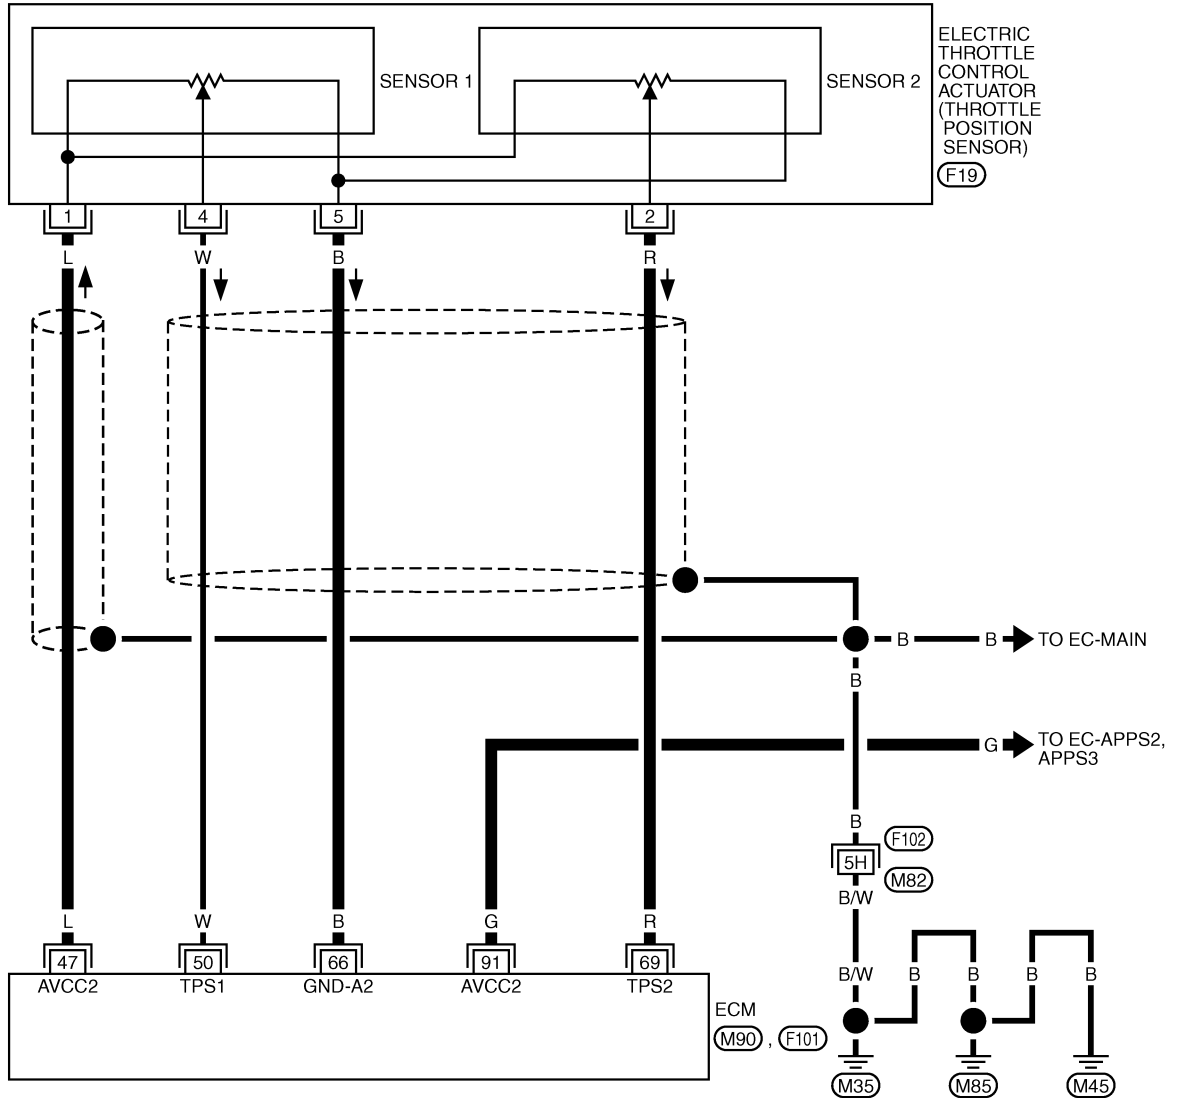 ELECTRIC
THROTTLE
CONTROL
ACTUATOR
(THROTTLE
POSITION
SENSOR)
F19
SENSOR 1
SENSOR 2
1 4 5 2
L W B R
B B TO EC-MAIN
B
G TO EC-APPS2,
APPS3
B
F102
5H
M82
B/W
L W B G R
47 50 66 91 69
AVCC2 TPS1 GND-A2 AVCC2 TPS2
B/W B B B B
ECM
M90 , F101
M35 M85 M45